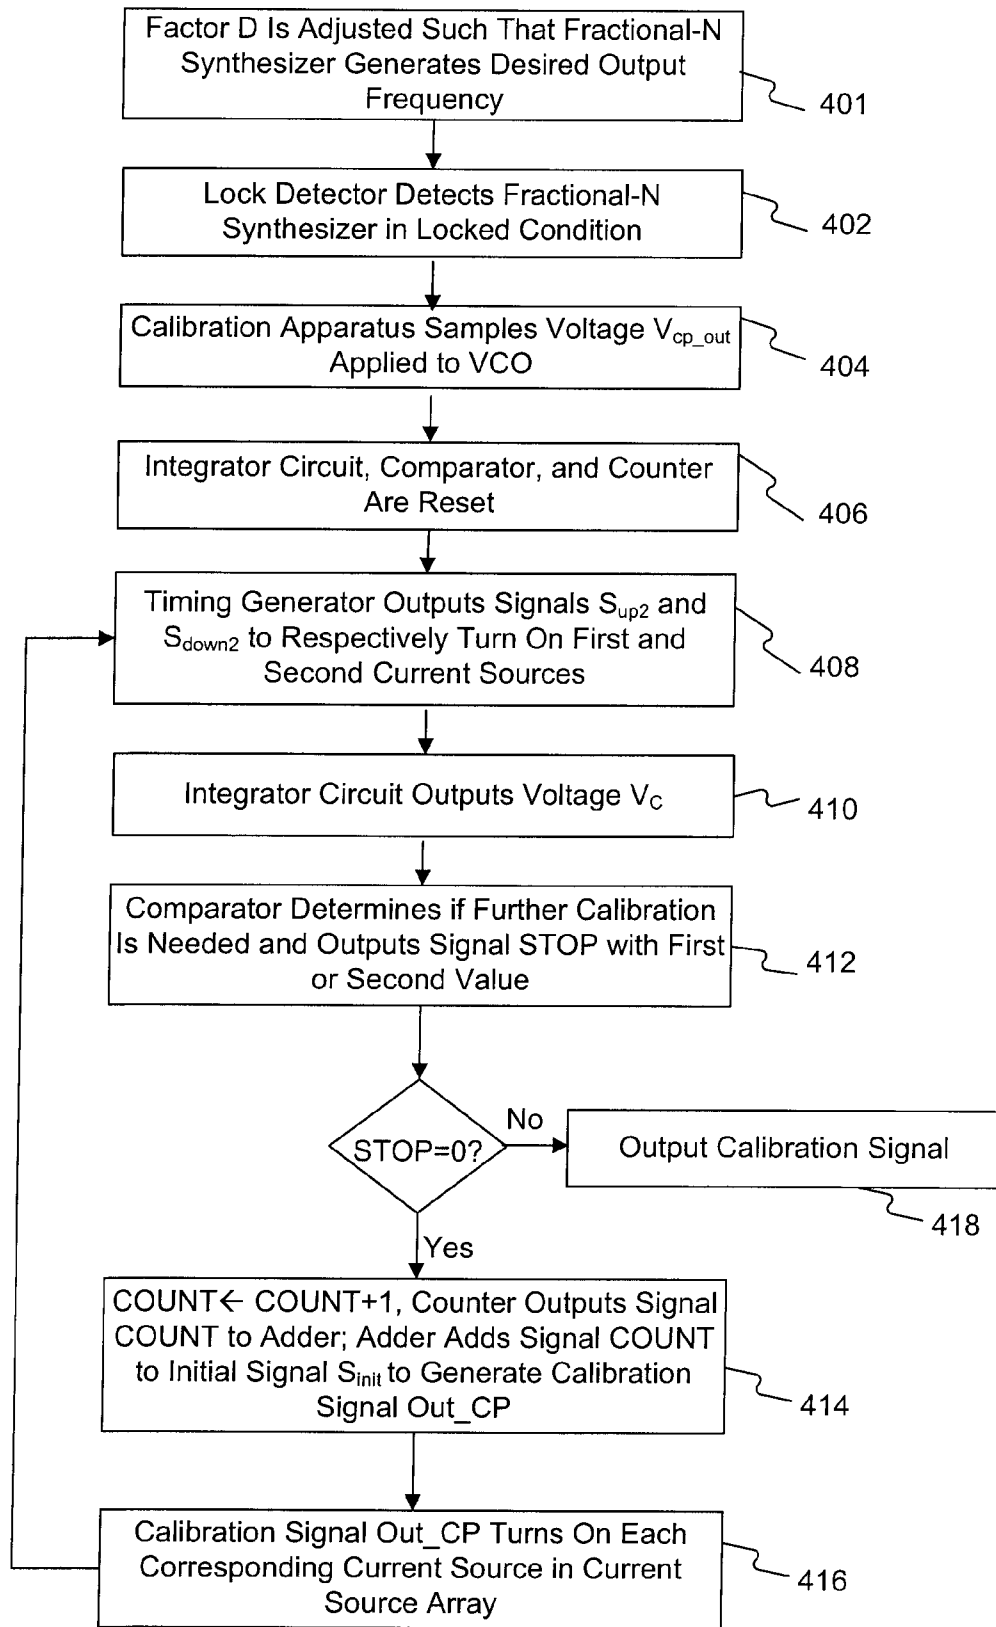 Factor D Is Adjusted Such That Fractional-N
Synthesizer Generates Desired Output
Frequency
401
Lock Detector Detects Fractional-N
Synthesizer in Locked Condition
402
Calibration Apparatus Samples Voltage Vcp_out
Applied to VCO
404
Integrator Circuit, Comparator, and Counter
Are Reset
406
Timing Generator Outputs Signals Sup2 and
Sdown2 to Respectively Turn On First and
Second Current Sources
408
Integrator Circuit Outputs Voltage VC
410
Comparator Determines if Further Calibration
Is Needed and Outputs Signal STOP with First
or Second Value
412
STOP=0?
No
Output Calibration Signal
418
Yes
COUNT← COUNT+1, Counter Outputs Signal
COUNT to Adder; Adder Adds Signal COUNT
to Initial Signal Sinit to Generate Calibration
Signal Out_CP
414
Calibration Signal Out_CP Turns On Each
Corresponding Current Source in Current
Source Array
416